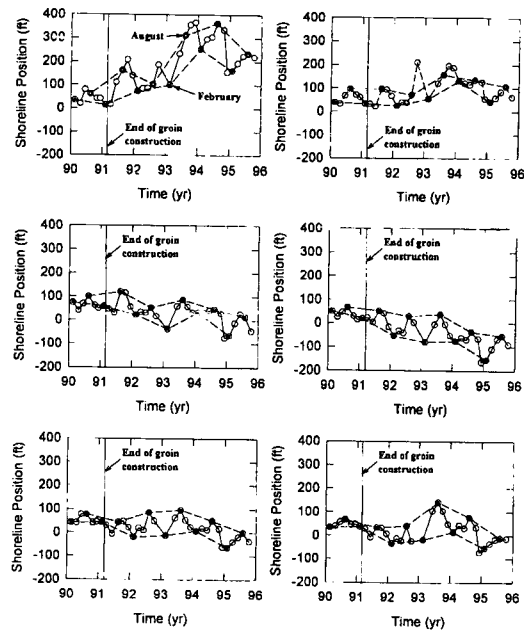 Shoreline Position (ft)
400
300
200
100
0
-100
-200
August
February
End of groin
construction
90 91 92 93 94 95 96
Time (yr)
Shoreline Position (ft)
400
300
200
100
0
-100
-200
End of groin
construction
90 91 92 93 94 95 96
Time (yr)
Shoreline Position (ft)
400
300
200
100
0
-100
-200
End of groin
construction
90 91 92 93 94 95 96
Time (yr)
Shoreline Position (ft)
400
300
200
100
0
-100
-200
End of groin
construction
90 91 92 93 94 95 96
Time (yr)
Shoreline Position (ft)
400
300
200
100
0
-100
-200
End of groin
construction
90 91 92 93 94 95 96
Time (yr)
Shoreline Position (ft)
400
300
200
100
0
-100
-200
End of groin
construction
90 91 92 93 94 95 96
Time (yr)